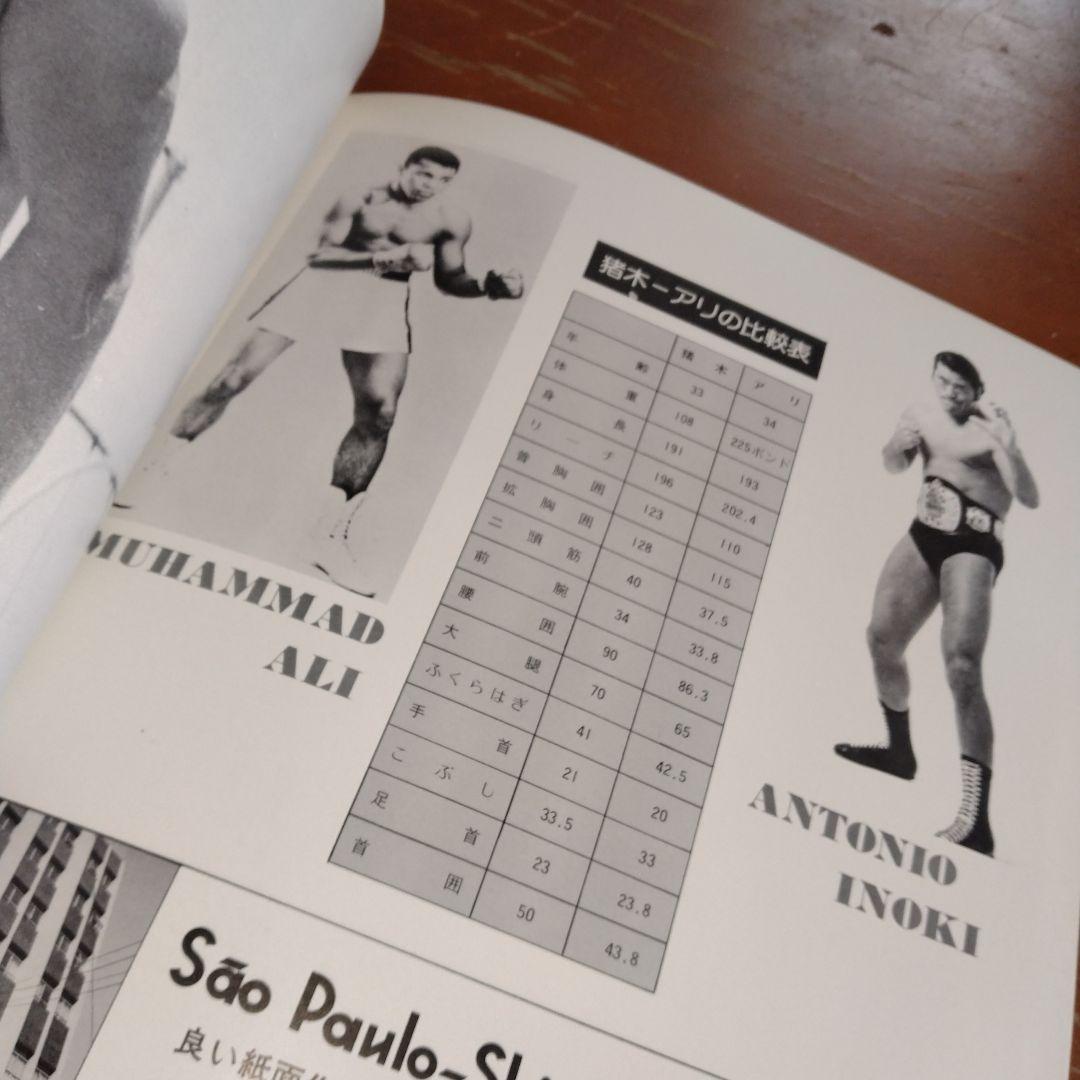 MUHAMMAD
ALI
猪木-アリの比較表
猪木 アリ
年齢 33 34
体重 108 225ポンド
身長 191 193
リーチ 196 202.4
普胸囲 123 110
拡胸囲 128 115
二頭筋 40 37.5
前腕 34 33.8
腰囲 90 86.3
大腿 70 65
ふくらはぎ 41 42.5
手首 21 20
こぶし 33.5 33
足首 23 23.8
首囲 50 43.8
ANTONIO
INOKI
São Paulo-
良い紙面